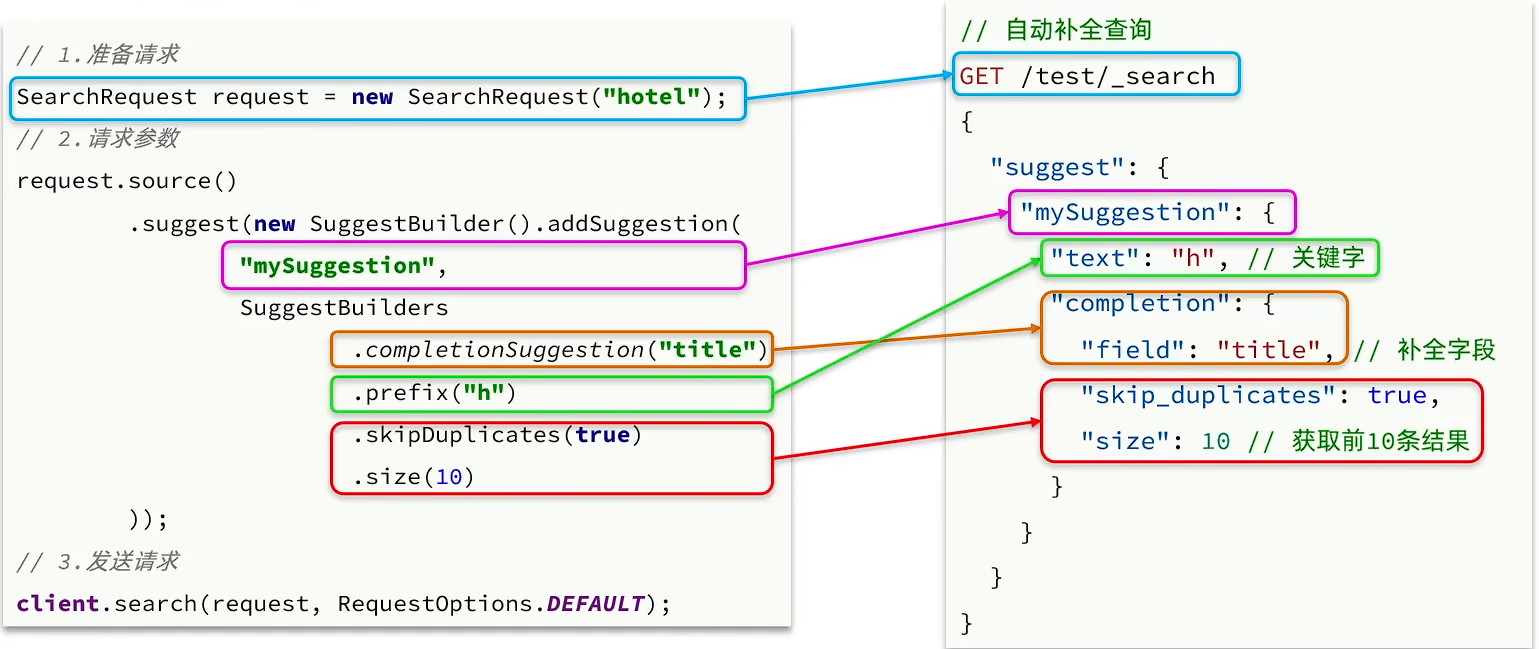 // 1.准备请求
SearchRequest request = new SearchRequest("hotel");
// 2.请求参数
request.source()
.suggest(new SuggestBuilder().addSuggestion(
"mySuggestion",
SuggestBuilders
.completionSuggestion("title")
.prefix("h")
.skipDuplicates(true)
.size(10)
));
// 3.发送请求
client.search(request, RequestOptions.DEFAULT);
// 自动补全查询
GET /test/_search
{
"suggest": {
"mySuggestion": {
"text": "h", // 关键字
"completion": {
"field": "title", // 补全字段
"skip_duplicates": true,
"size": 10 // 获取前10条结果
}
}
}
}